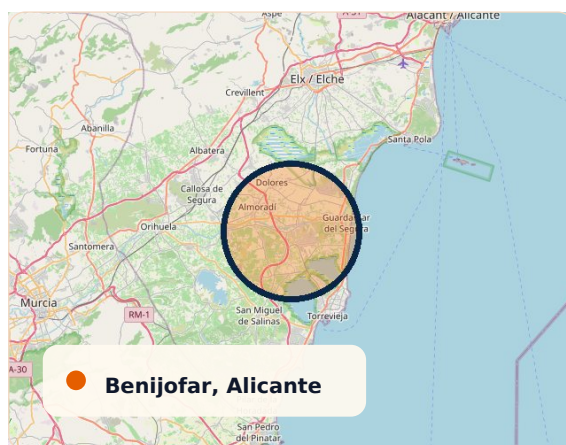 Aspe
A-31
Alacant / Alicante
Elx / Elche
Crevillent
Abanilla
Santa Pola
Fortuna
Albatera
Dolores
Callosa de
Segura
Almoradí
Guardamar
del Segura
Orihuela
Santomera
Murcia
RM-1
San Miguel
de Salinas
Torrevieja
A-30
Benijofar, Alicante
San Pedro
del Pinatar